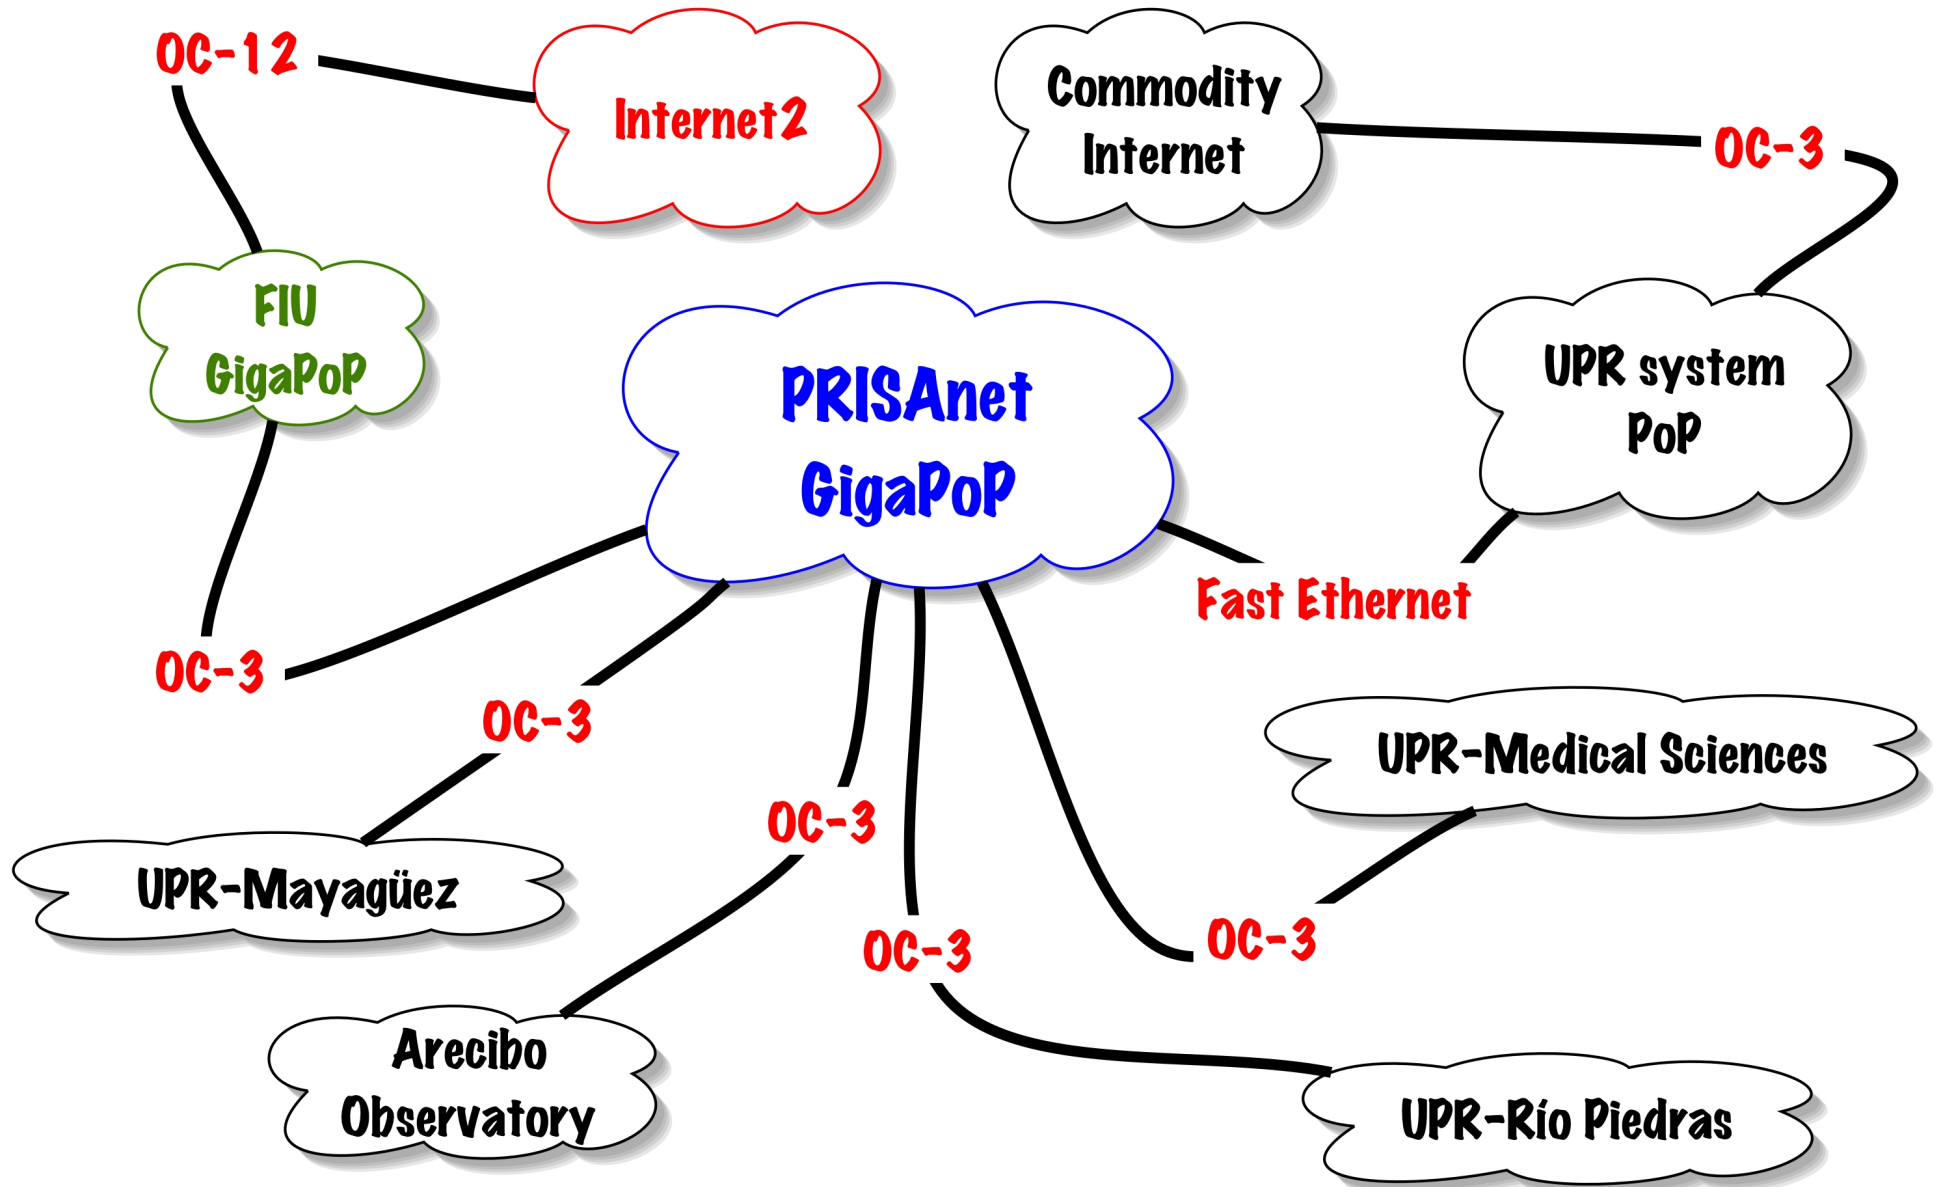 OC-12
Internet2
Commodity
Internet
OC-3
FIU
GigaPoP
PRISAnet
GigaPoP
UPR system
PoP
Fast Ethernet
OC-3
OC-3
UPR-Medical Sciences
OC-3
UPR-Mayagüez
OC-3
OC-3
Arecibo
Observatory
UPR-Río Piedras